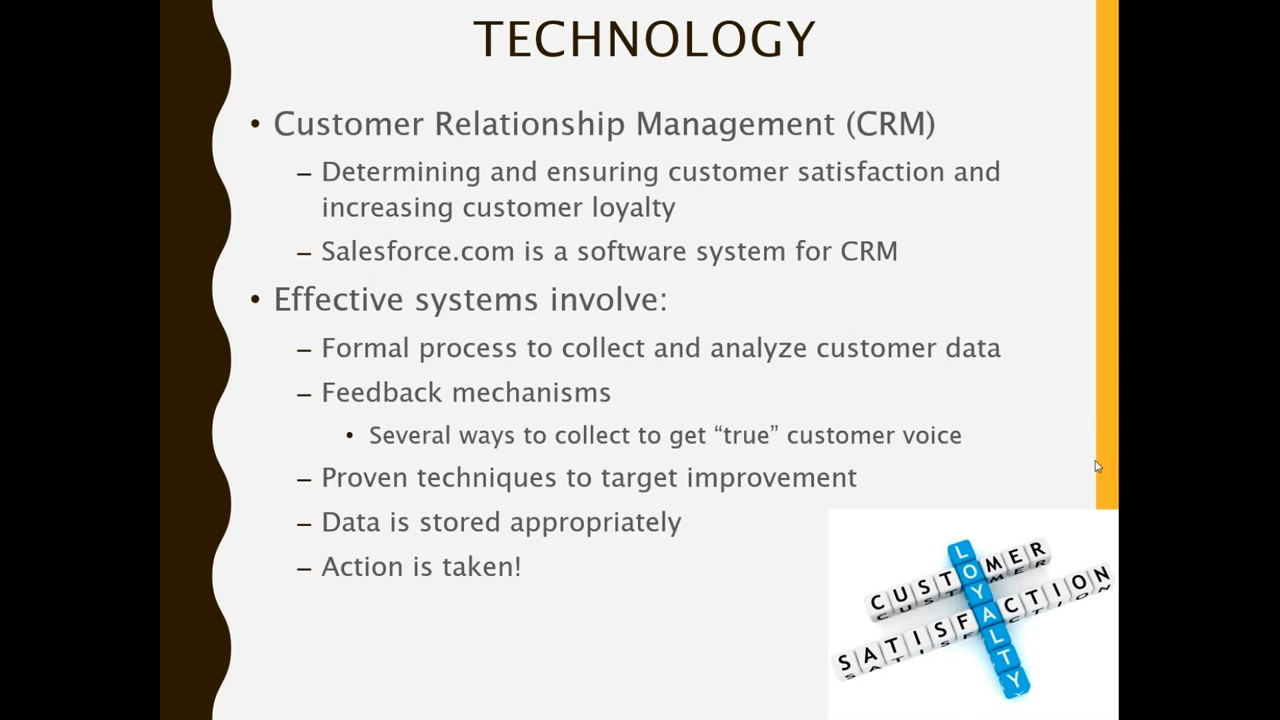 TECHNOLOGY
• Customer Relationship Management (CRM)
– Determining and ensuring customer satisfaction and
increasing customer loyalty
– Salesforce.com is a software system for CRM
• Effective systems involve:
– Formal process to collect and analyze customer data
– Feedback mechanisms
• Several ways to collect to get “true” customer voice
– Proven techniques to target improvement
– Data is stored appropriately
– Action is taken!
CUSTOMER
SATISFACTION
LOYALTY